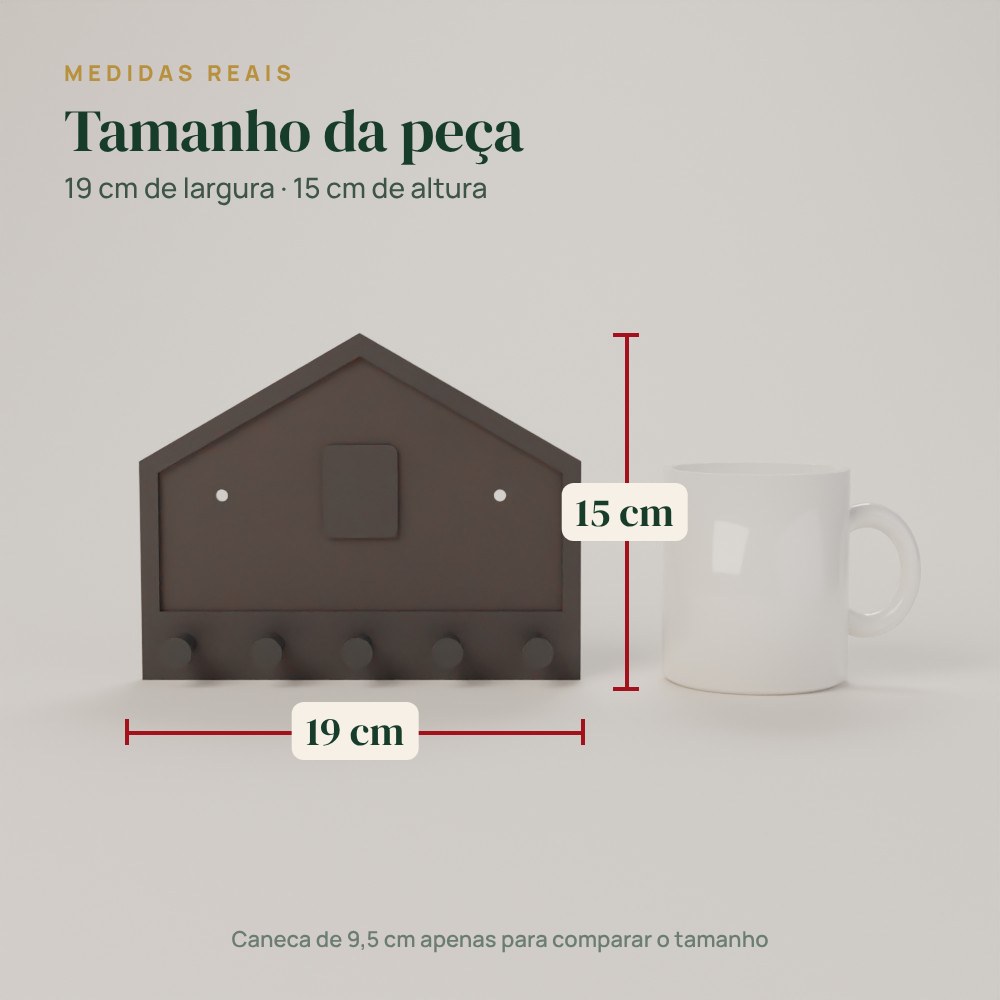 MEDIDAS REAIS
Tamanho da peça
19 cm de largura · 15 cm de altura
15 cm
19 cm
Caneca de 9,5 cm apenas para comparar o tamanho